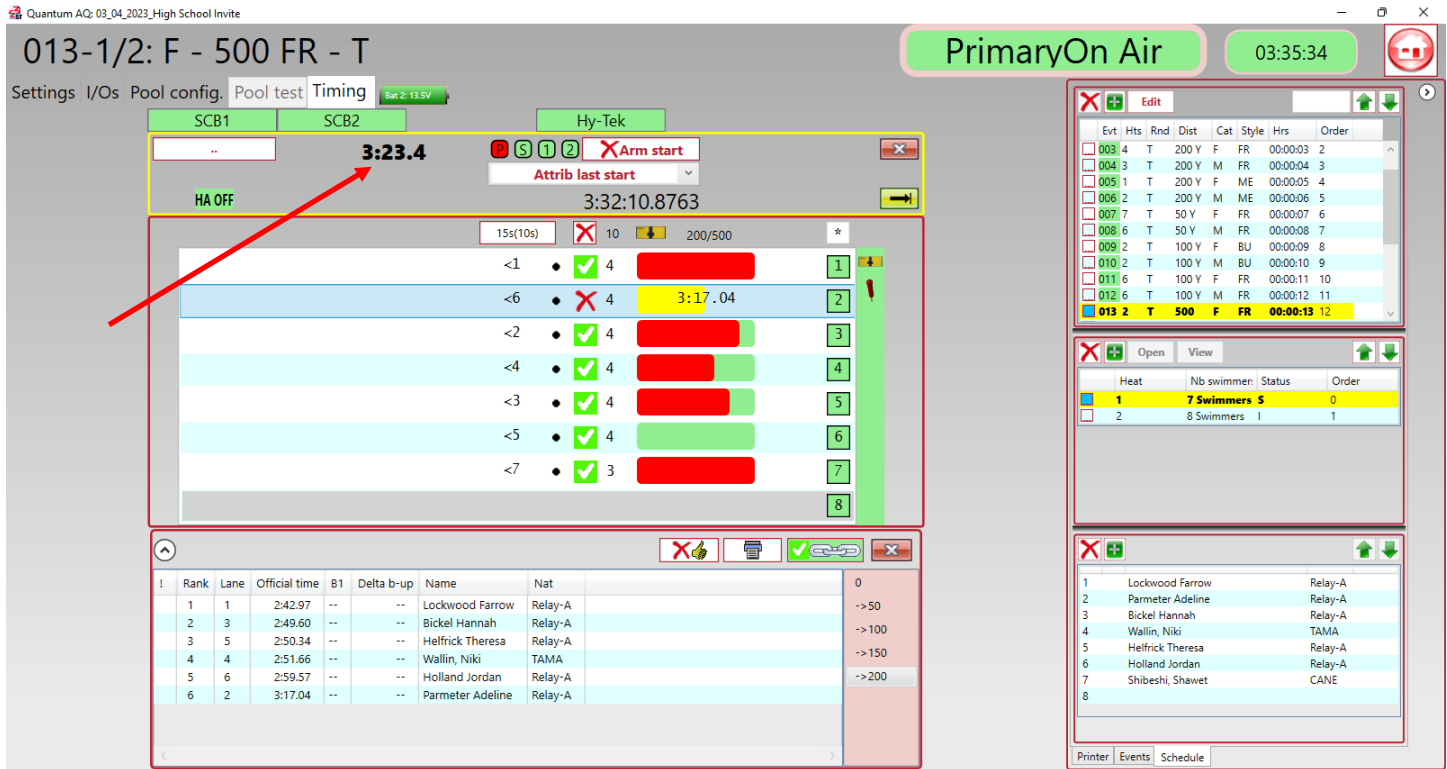 Quantum AQ: 03_04_2023_High School Invite
013-1/2: F - 500 FR - T
PrimaryOn Air
03:35:34
Settings I/Os Pool config. Pool test Timing Bat 2: 13.5V
SCB1 SCB2 Hy-Tek
.. 3:23.4 P S 1 2 Arm start
Attrib last start
HA OFF 3:32:10.8763
15s(10s) 10 200/500 *
<1 4 1
<6 4 3:17.04 2
<2 4 3
<4 4 4
<3 4 5
<5 4 6
<7 3 7
8
! Rank Lane Official time B1 Delta b-up Name Nat
1 1 2:42.97 -- -- Lockwood Farrow Relay-A
2 3 2:49.60 -- -- Bickel Hannah Relay-A
3 5 2:50.34 -- -- Helfrick Theresa Relay-A
4 4 2:51.66 -- -- Wallin, Niki TAMA
5 6 2:59.57 -- -- Holland Jordan Relay-A
6 2 3:17.04 -- -- Parmeter Adeline Relay-A
0
->50
->100
->150
->200
Edit
Evt Hts Rnd Dist Cat Style Hrs Order
003 4 T 200 Y F FR 00:00:03 2
004 3 T 200 Y M FR 00:00:04 3
005 1 T 200 Y F ME 00:00:05 4
006 2 T 200 Y M ME 00:00:06 5
007 7 T 50 Y F FR 00:00:07 6
008 6 T 50 Y M FR 00:00:08 7
009 2 T 100 Y F BU 00:00:09 8
010 2 T 100 Y M BU 00:00:10 9
011 6 T 100 Y F FR 00:00:11 10
012 6 T 100 Y M FR 00:00:12 11
013 2 T 500 F FR 00:00:13 12
Open View
Heat Nb swimmer: Status Order
1 7 Swimmers S 0
2 8 Swimmers I 1
1 Lockwood Farrow Relay-A
2 Parmeter Adeline Relay-A
3 Bickel Hannah Relay-A
4 Wallin, Niki TAMA
5 Helfrick Theresa Relay-A
6 Holland Jordan Relay-A
7 Shibeshi, Shawet CANE
8
Printer Events Schedule